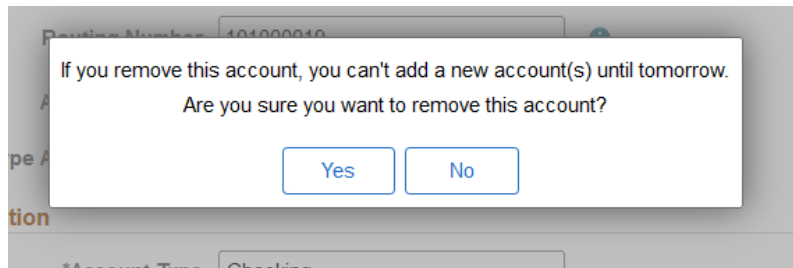 Routing Number 101000019
If you remove this account, you can't add a new account(s) until tomorrow.
Are you sure you want to remove this account?
Yes No
*Account Type Checking